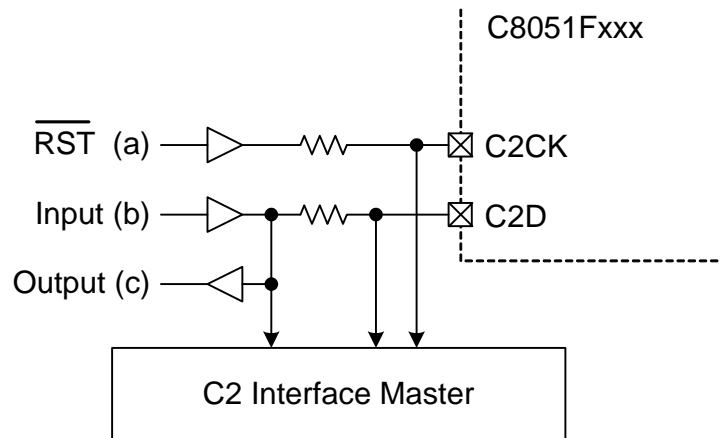 C8051Fxxx
RST (a)
C2CK
Input (b)
C2D
Output (c)
C2 Interface Master